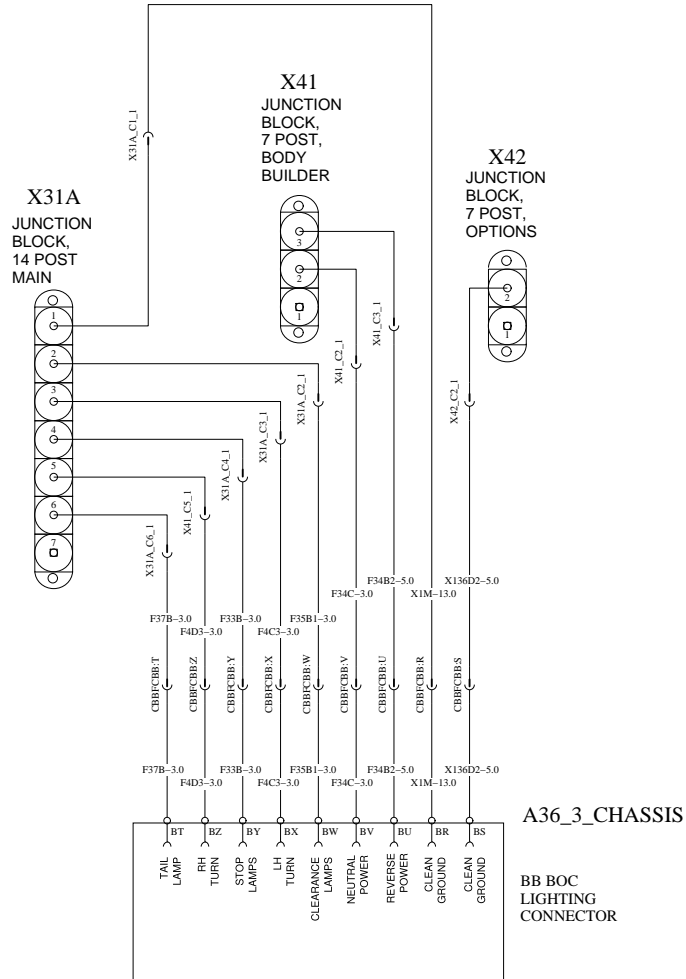 X41
JUNCTION
BLOCK,
7 POST,
BODY
BUILDER
X31A_C1_1
X42
JUNCTION
BLOCK,
7 POST,
OPTIONS
X31A
JUNCTION
BLOCK,
14 POST
MAIN
3
2
1
2
1
1
2
3
4
5
6
7
X41_C3_1
X41_C2_1
X31A_C2_1
X42_C2_1
X31A_C3_1
X31A_C4_1
X41_C5_1
X31A_C6_1
F34B2–5.0
X136D2–5.0
F34C–3.0
X1M–13.0
F37B–3.0
F33B–3.0
F35B1–3.0
F4D3–3.0
F4C3–3.0
CBBFCBB:T
CBBFCBB:Z
CBBFCBB:Y
CBBFCBB:X
CBBFCBB:W
CBBFCBB:V
CBBFCBB:U
CBBFCBB:R
CBBFCBB:S
F37B–3.0
F33B–3.0
F35B1–3.0
F34B2–5.0
X136D2–5.0
F4D3–3.0
F4C3–3.0
F34C–3.0
X1M–13.0
A36_3_CHASSIS
BT
BZ
BY
BX
BW
BV
BU
BR
BS
TAIL
LAMP
RH
TURN
STOP
LAMPS
LH
TURN
CLEARANCE
LAMPS
NEUTRAL
POWER
REVERSE
POWER
CLEAN
GROUND
CLEAN
GROUND
BB BOC
LIGHTING
CONNECTOR